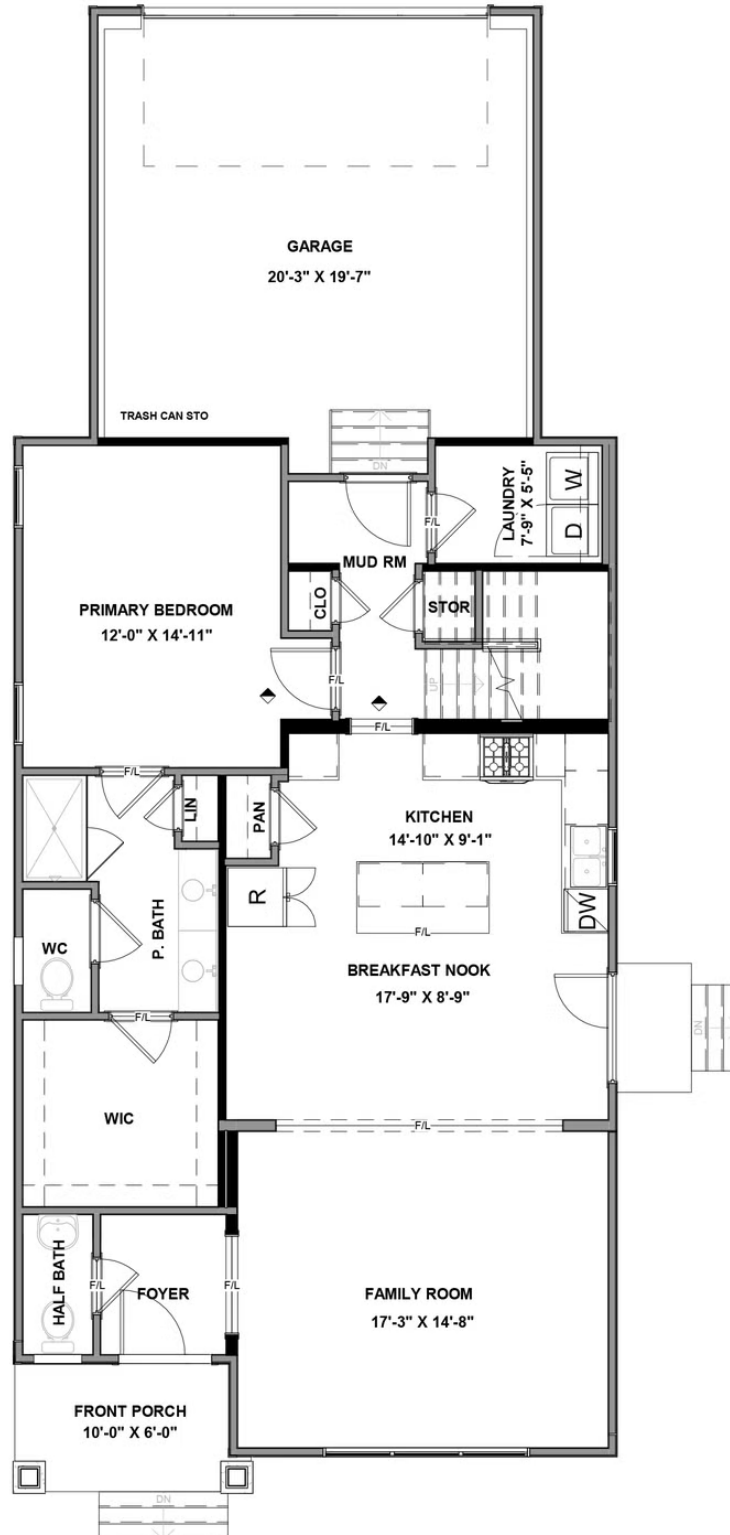 GARAGE
20'-3" X 19'-7"
TRASH CAN STO
DN
LAUNDRY
7'-9" X 5'-5"
W
D
F/L
MUD RM
CLO
STOR
PRIMARY BEDROOM
12'-0" X 14'-11"
F/L
UP
F/L
F/L
LIN
PAN
KITCHEN
14'-10" X 9'-1"
R
DW
F/L
WC
P. BATH
BREAKFAST NOOK
17'-9" X 8'-9"
F/L
DN
WIC
F/L
HALF BATH
F/L
FOYER
F/L
FAMILY ROOM
17'-3" X 14'-8"
FRONT PORCH
10'-0" X 6'-0"
DN